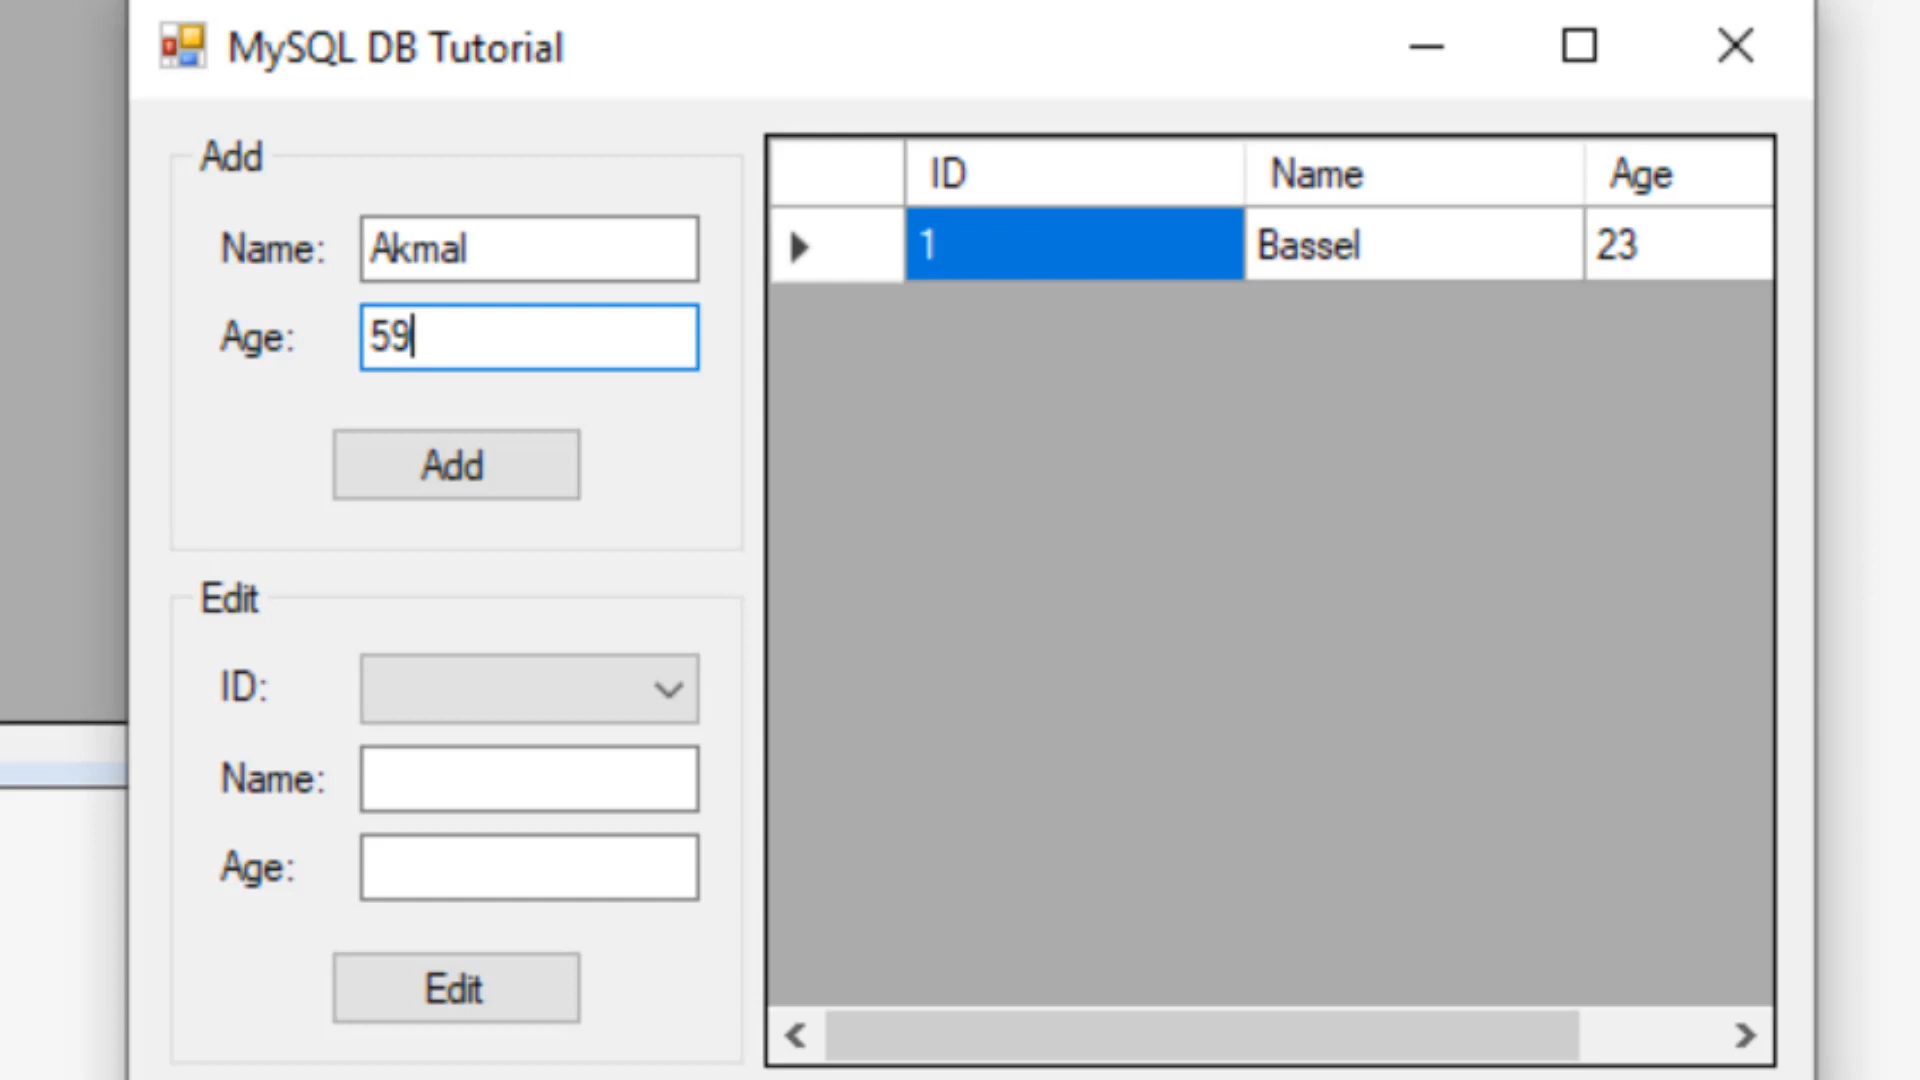 MySQL DB Tutorial
Add
Name: Akmal
Age: 59
Add
Edit
ID:
Name:
Age:
Edit
ID Name Age
1 Bassel 23